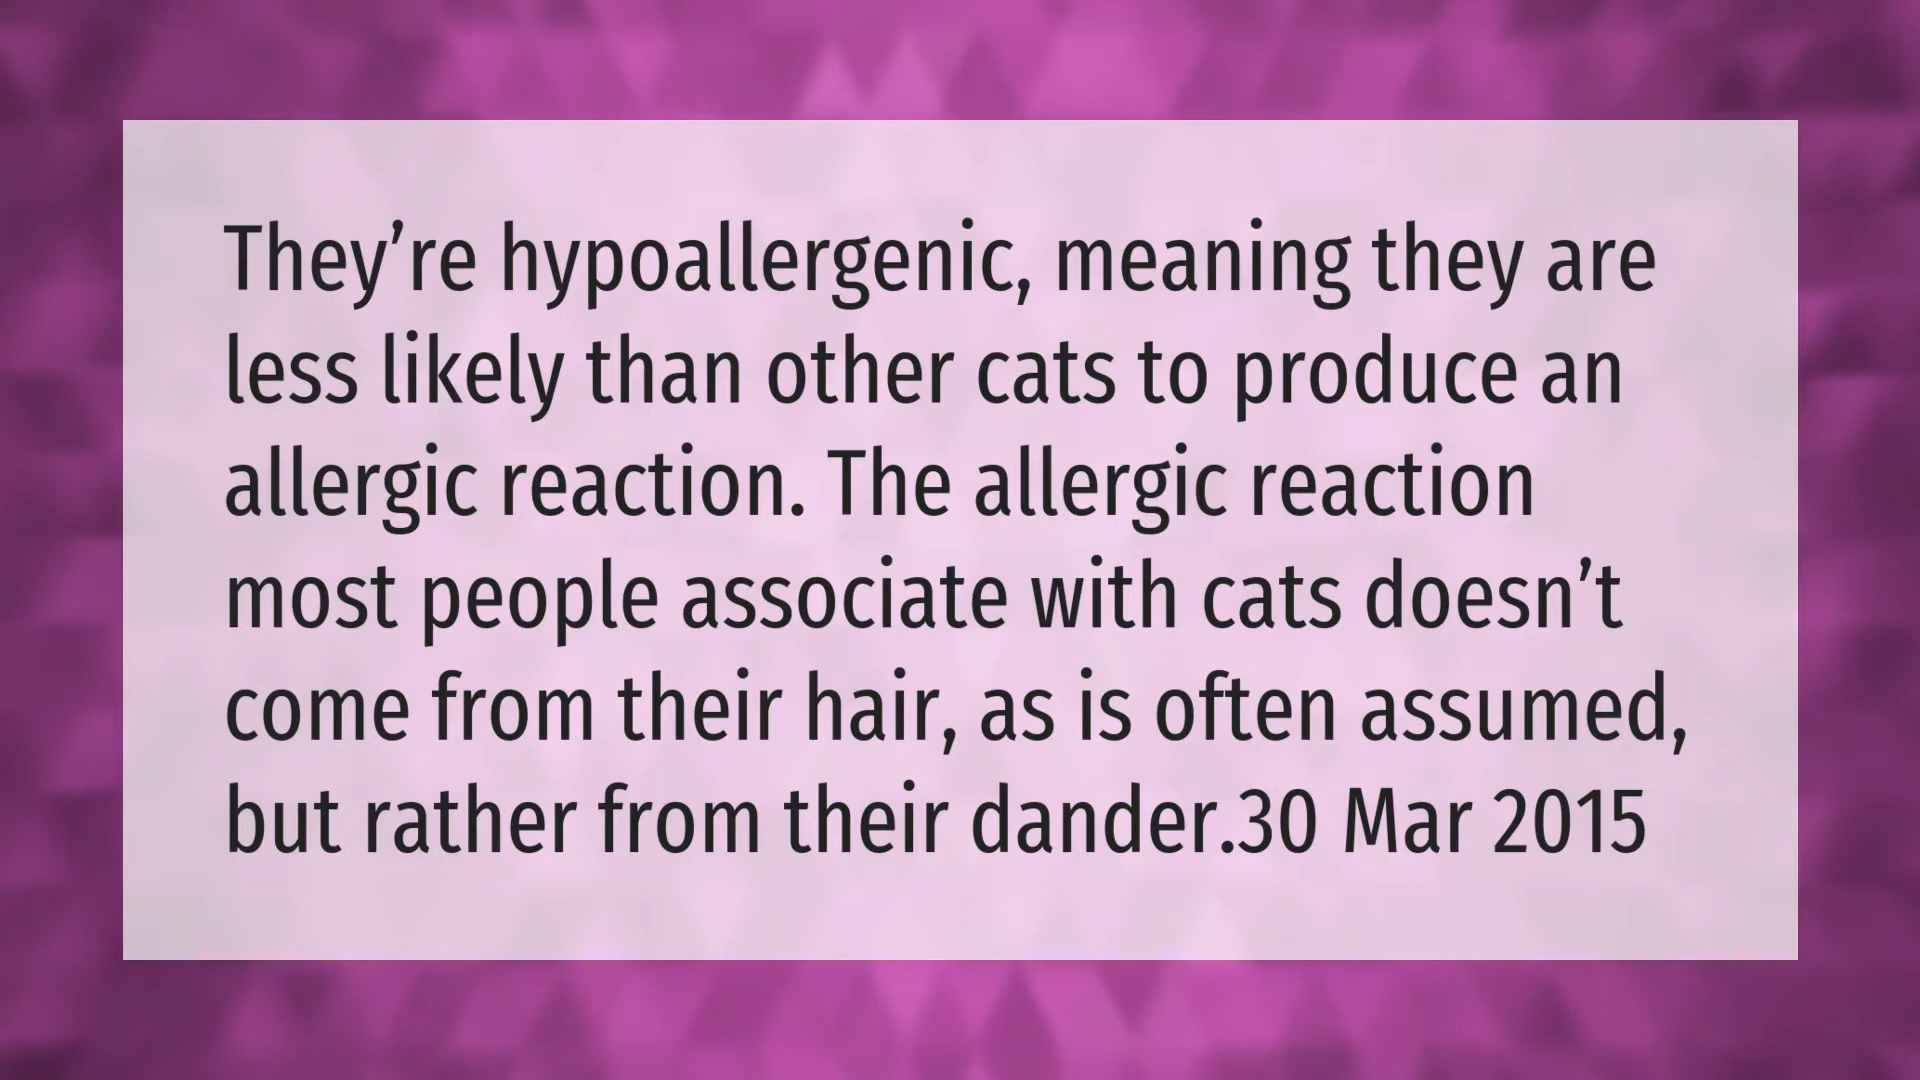 They’re hypoallergenic, meaning they are
less likely than other cats to produce an
allergic reaction. The allergic reaction
most people associate with cats doesn’t
come from their hair, as is often assumed,
but rather from their dander.30 Mar 2015